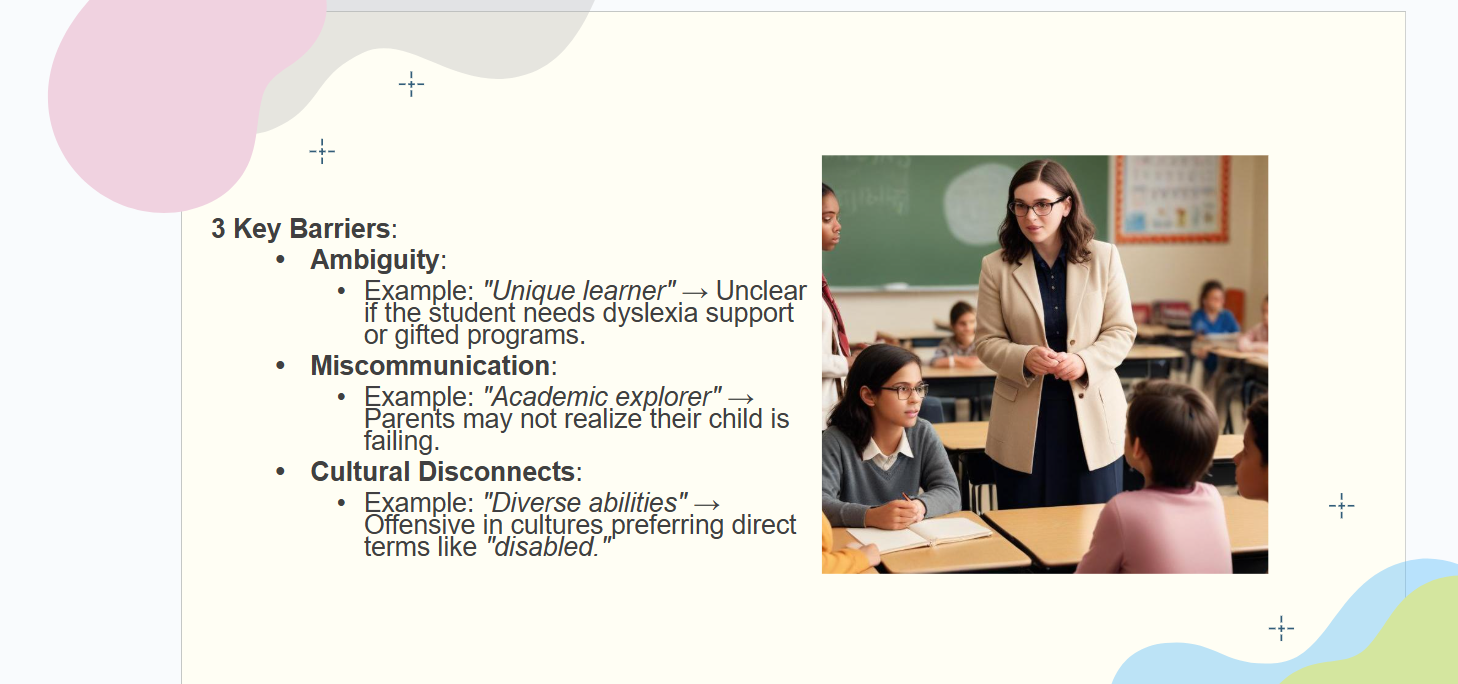 3 Key Barriers:
• Ambiguity:
• Example: "Unique learner" → Unclear
if the student needs dyslexia support
or gifted programs.
• Miscommunication:
• Example: "Academic explorer" →
Parents may not realize their child is
failing.
• Cultural Disconnects:
• Example: "Diverse abilities" →
Offensive in cultures preferring direct
terms like "disabled."